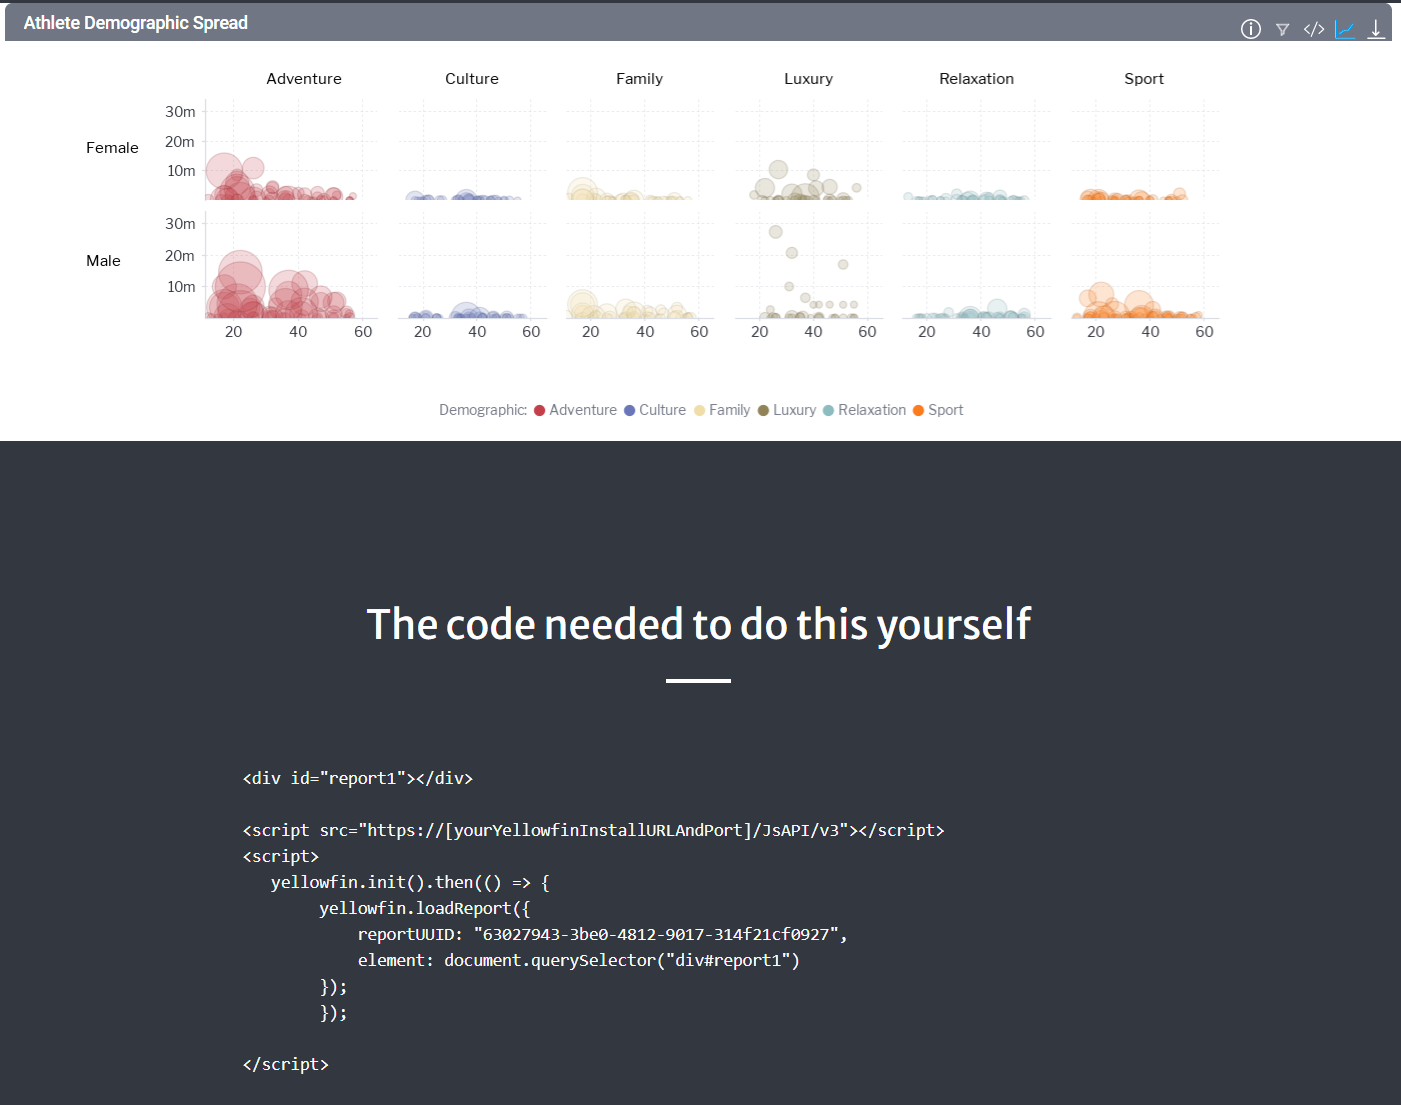 Athlete Demographic Spread
Adventure Culture Family Luxury Relaxation Sport
Female
30m
20m
10m
Male
30m
20m
10m
20 40 60 20 40 60 20 40 60 20 40 60 20 40 60 20 40 60
Demographic: Adventure Culture Family Luxury Relaxation Sport
The code needed to do this yourself
<div id="report1"></div>
<script src="https://[yourYellowfinInstallURLAndPort]/JsAPI/v3"></script>
<script>
yellowfin.init().then(() => {
yellowfin.loadReport({
reportUUID: "63027943-3be0-4812-9017-314f21cf0927",
element: document.querySelector("div#report1")
});
});
</script>